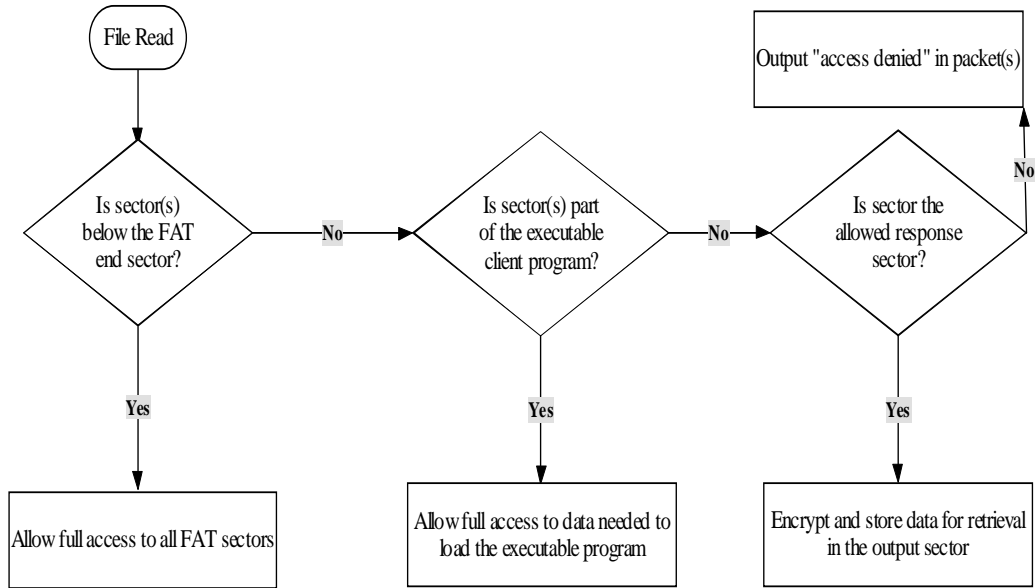 File Read
Output "access denied" in packet(s)
Is sector(s)
below the FAT
end sector?
No
Is sector(s) part
of the executable
client program?
No
Is sector the
allowed response
sector?
No
Yes
Yes
Yes
Allow full access to all FAT sectors
Allow full access to data needed to
load the executable program
Encrypt and store data for retrieval
in the output sector